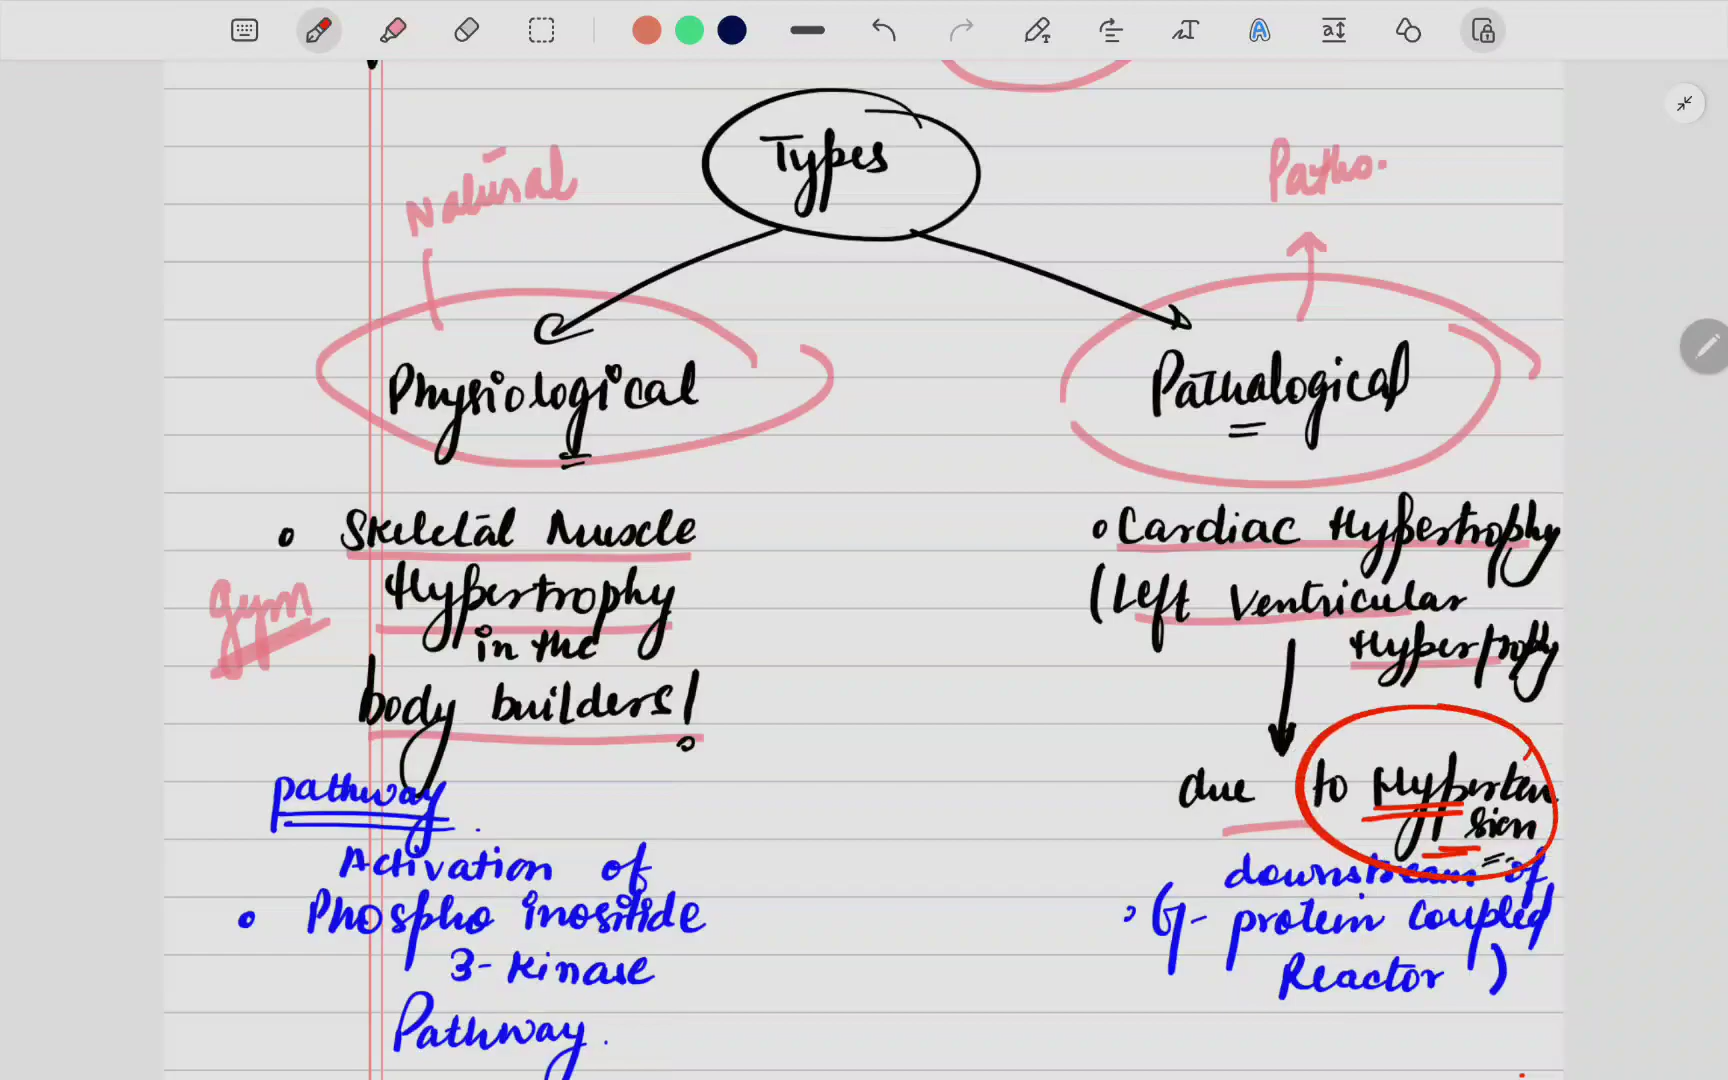 Types
Natural
Patho.
Physiological
Pathalogical
• Skeletal Muscle
Hypertrophy
in the
body builders!
gym
pathway
Activation of
• Phospho inositide
3-Kinase
Pathway.
• Cardiac Hypertrophy
(Left Ventricular
Hypertrophy
due to Hyperten
sion
downstream of
• G-protein Coupled
Reactor )